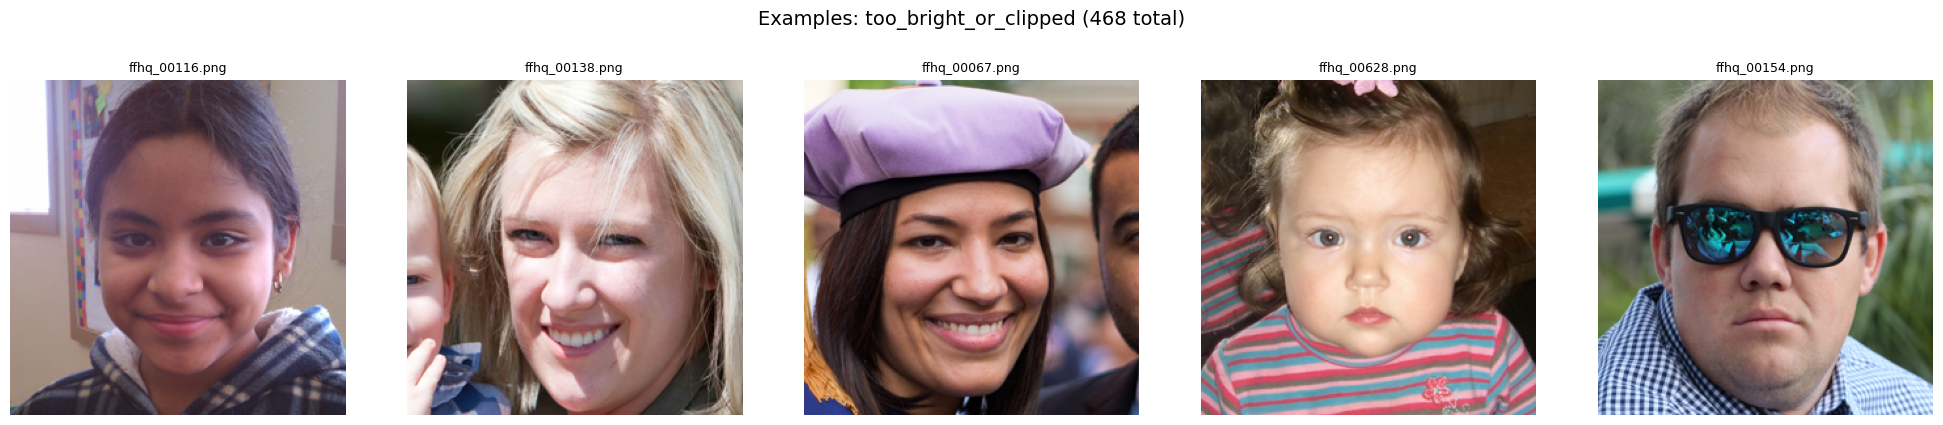 Examples: too_bright_or_clipped (468 total)
ffhq_00116.png
ffhq_00138.png
ffhq_00067.png
ffhq_00628.png
ffhq_00154.png